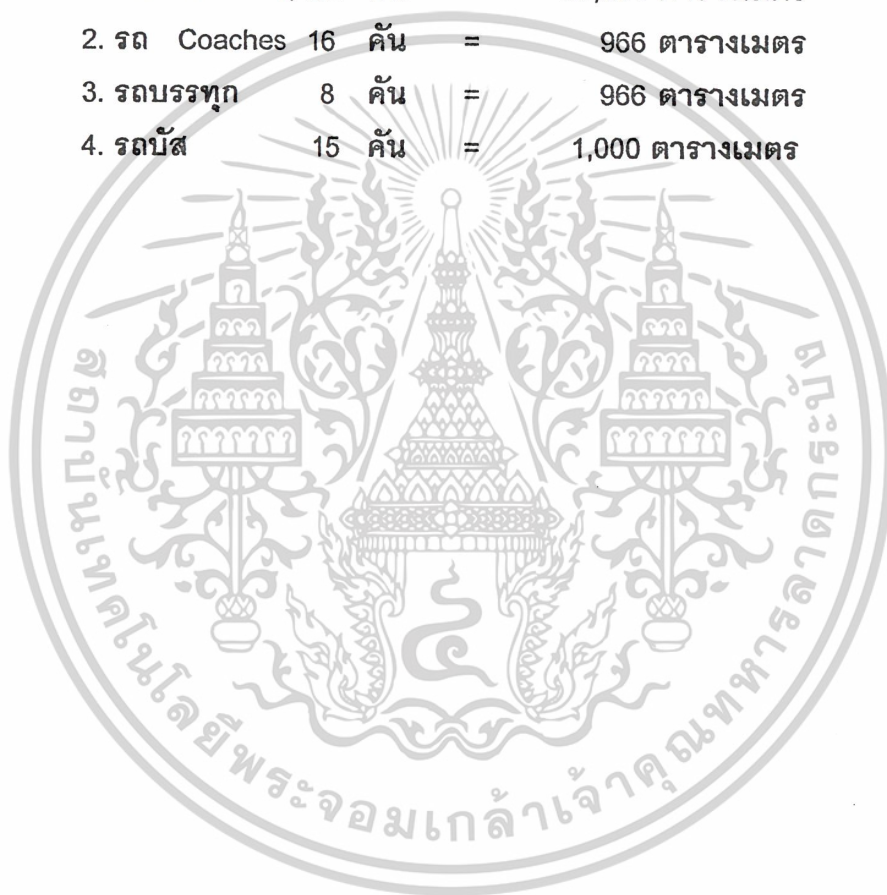 2. รถ Coaches 16 คัน = 966 ตารางเมตร
3. รถบรรทุก 8 คัน = 966 ตารางเมตร
4. รถบัส 15 คัน = 1,000 ตารางเมตร
สถาบันเทคโนโลยีพระจอมเกล้าเจ้าคุณทหารลาดกระบัง